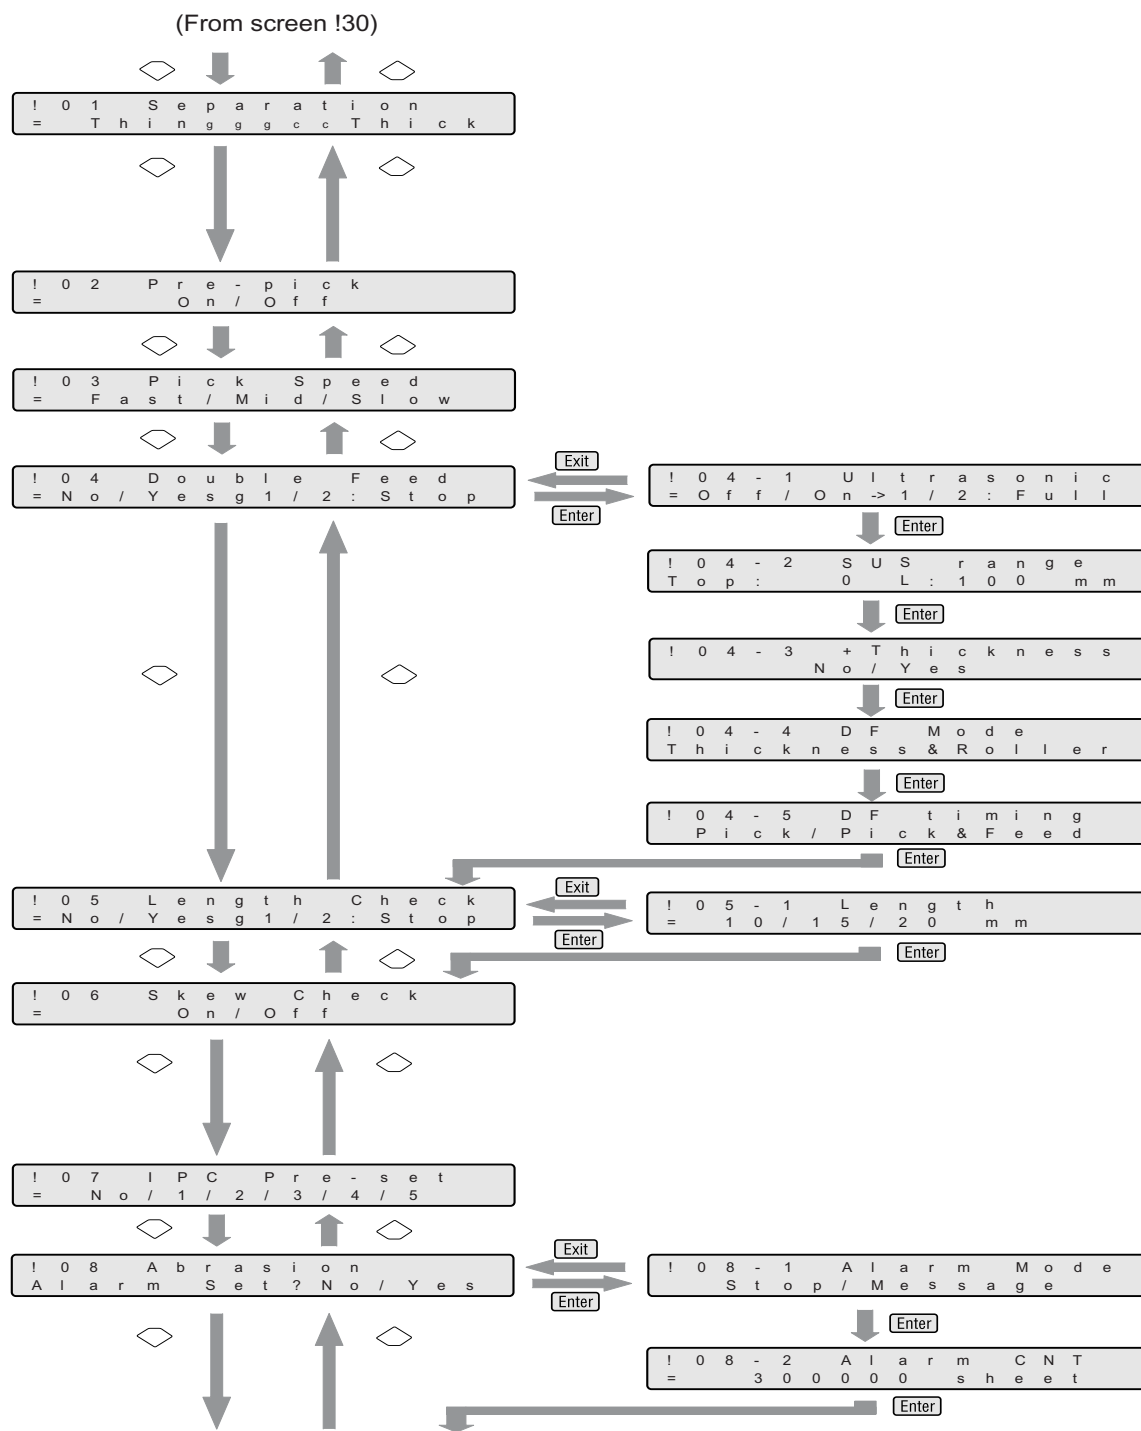 (From screen !30)
!01 Separation
= Thin g g g c c Thick
!02 Pre-pick
= On/Off
!03 Pick Speed
= Fast/Mid/Slow
!04 Double Feed
=No/Yesg1/2:Stop
Exit
Enter
!04-1 Ultrasonic
=Off/On->1/2:Full
Enter
!04-2 SUS range
Top: 0 L:100 mm
Enter
!04-3 +Thickness
No/Yes
Enter
!04-4 DF Mode
Thickness&Roller
Enter
!04-5 DF timing
Pick/Pick&Feed
Enter
!05 Length Check
=No/Yesg1/2:Stop
Exit
Enter
!05-1 Length
= 10/15/20 mm
Enter
!06 Skew Check
= On/Off
!07 IPC Pre-set
= No/1/2/3/4/5
!08 Abrasion
Alarm Set?No/Yes
Exit
Enter
!08-1 Alarm Mode
Stop/Message
Enter
!08-2 Alarm CNT
= 300000 sheet
Enter